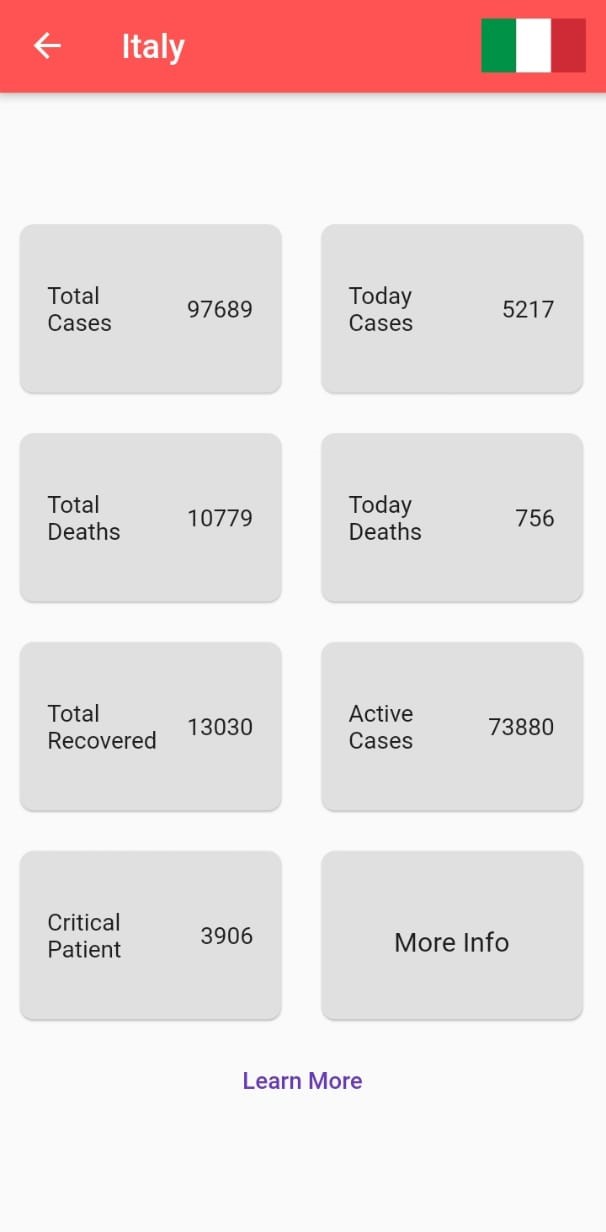 Italy
Total
Cases
97689
Today
Cases
5217
Total
Deaths
10779
Today
Deaths
756
Total
Recovered
13030
Active
Cases
73880
Critical
Patient
3906
More Info
Learn More